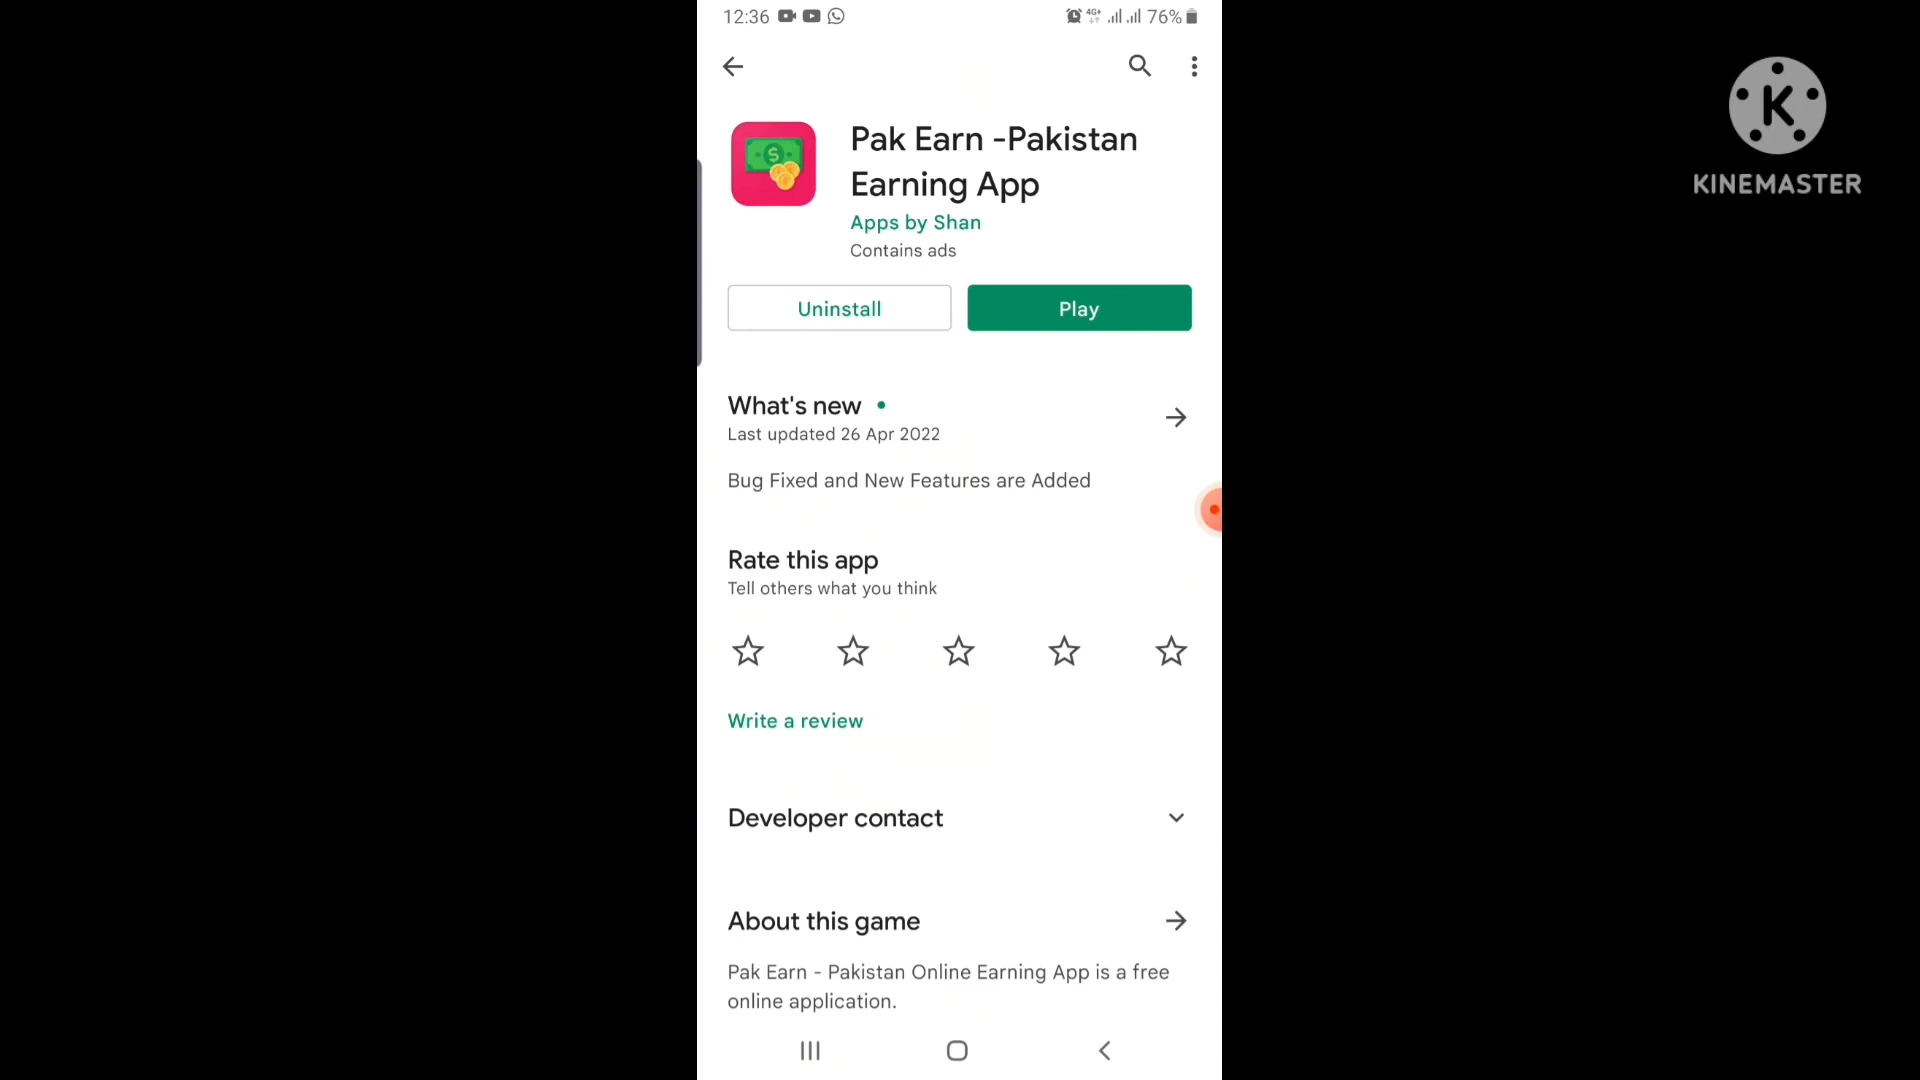 12:36
4G+
76%
KINEMASTER
Pak Earn -Pakistan
Earning App
Apps by Shan
Contains ads
Uninstall
Play
What's new
Last updated 26 Apr 2022
Bug Fixed and New Features are Added
Rate this app
Tell others what you think
Write a review
Developer contact
About this game
Pak Earn - Pakistan Online Earning App is a free
online application.